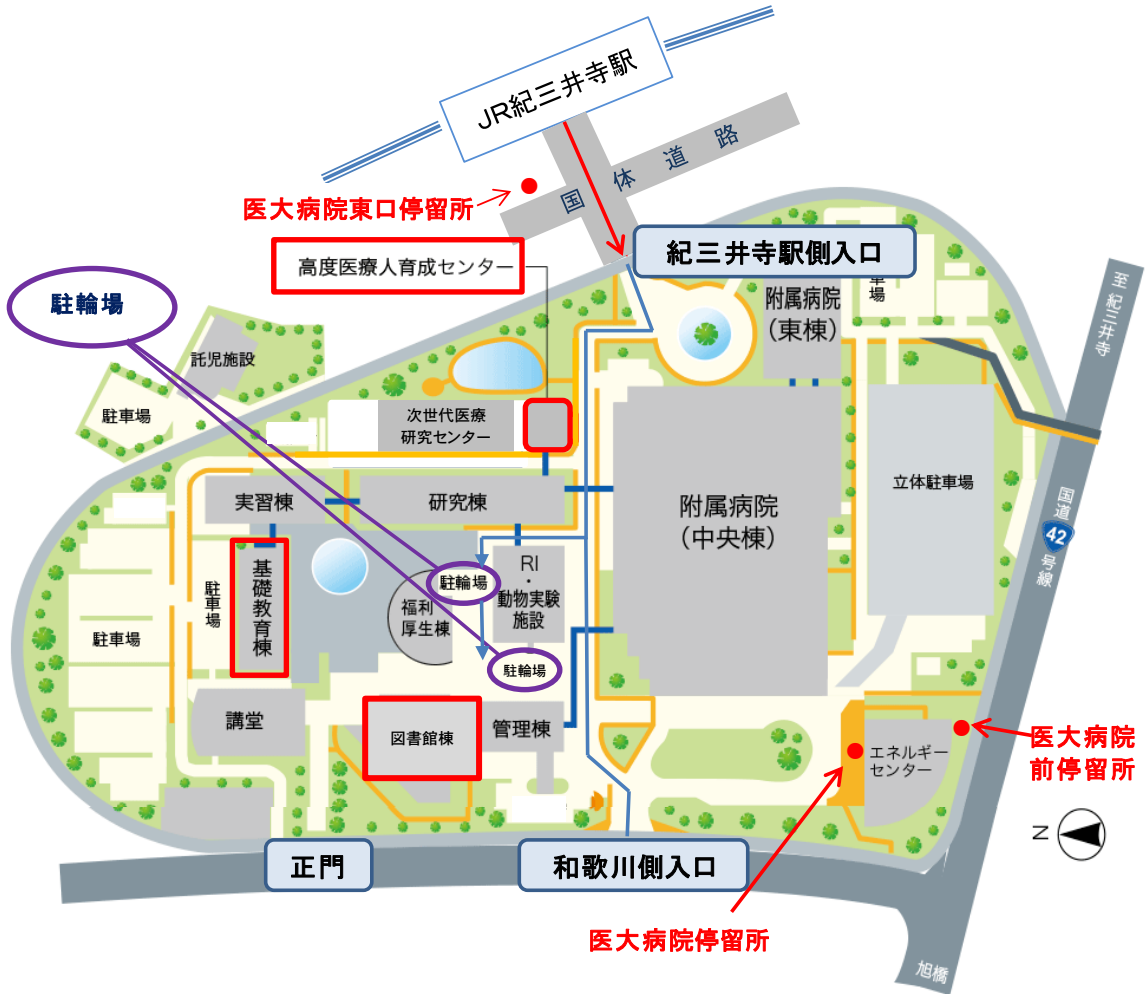 JR紀三井寺駅
国体道路
医大病院東口停留所
紀三井寺駅側入口
高度医療人育成センター
駐輪場
附属病院
(東棟)
車
場
至 紀三井寺
託児施設
駐車場
次世代医療
研究センター
実習棟
研究棟
附属病院
(中央棟)
立体駐車場
国道
42
号線
基礎教育棟
駐車場
駐車場
駐輪場
福利
厚生棟
RI
・
動物実験
施設
駐輪場
講堂
図書館棟
管理棟
エネルギー
センター
医大病院
前停留所
N
正門
和歌川側入口
医大病院停留所
旭橋